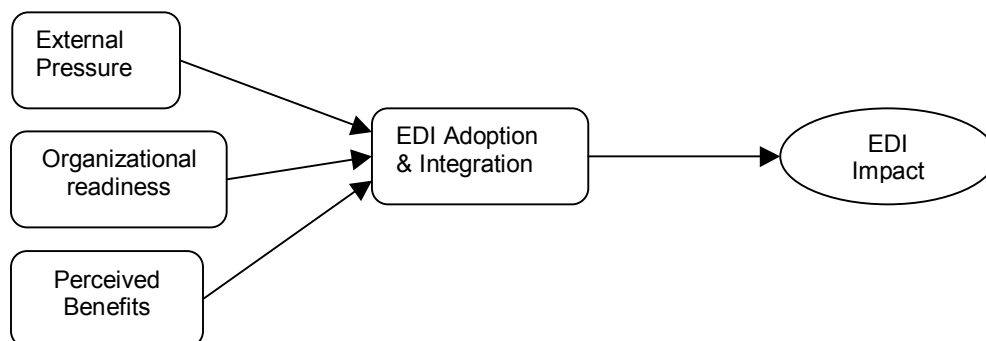 External
Pressure
Organizational
readiness
Perceived
Benefits
EDI Adoption
& Integration
EDI
Impact